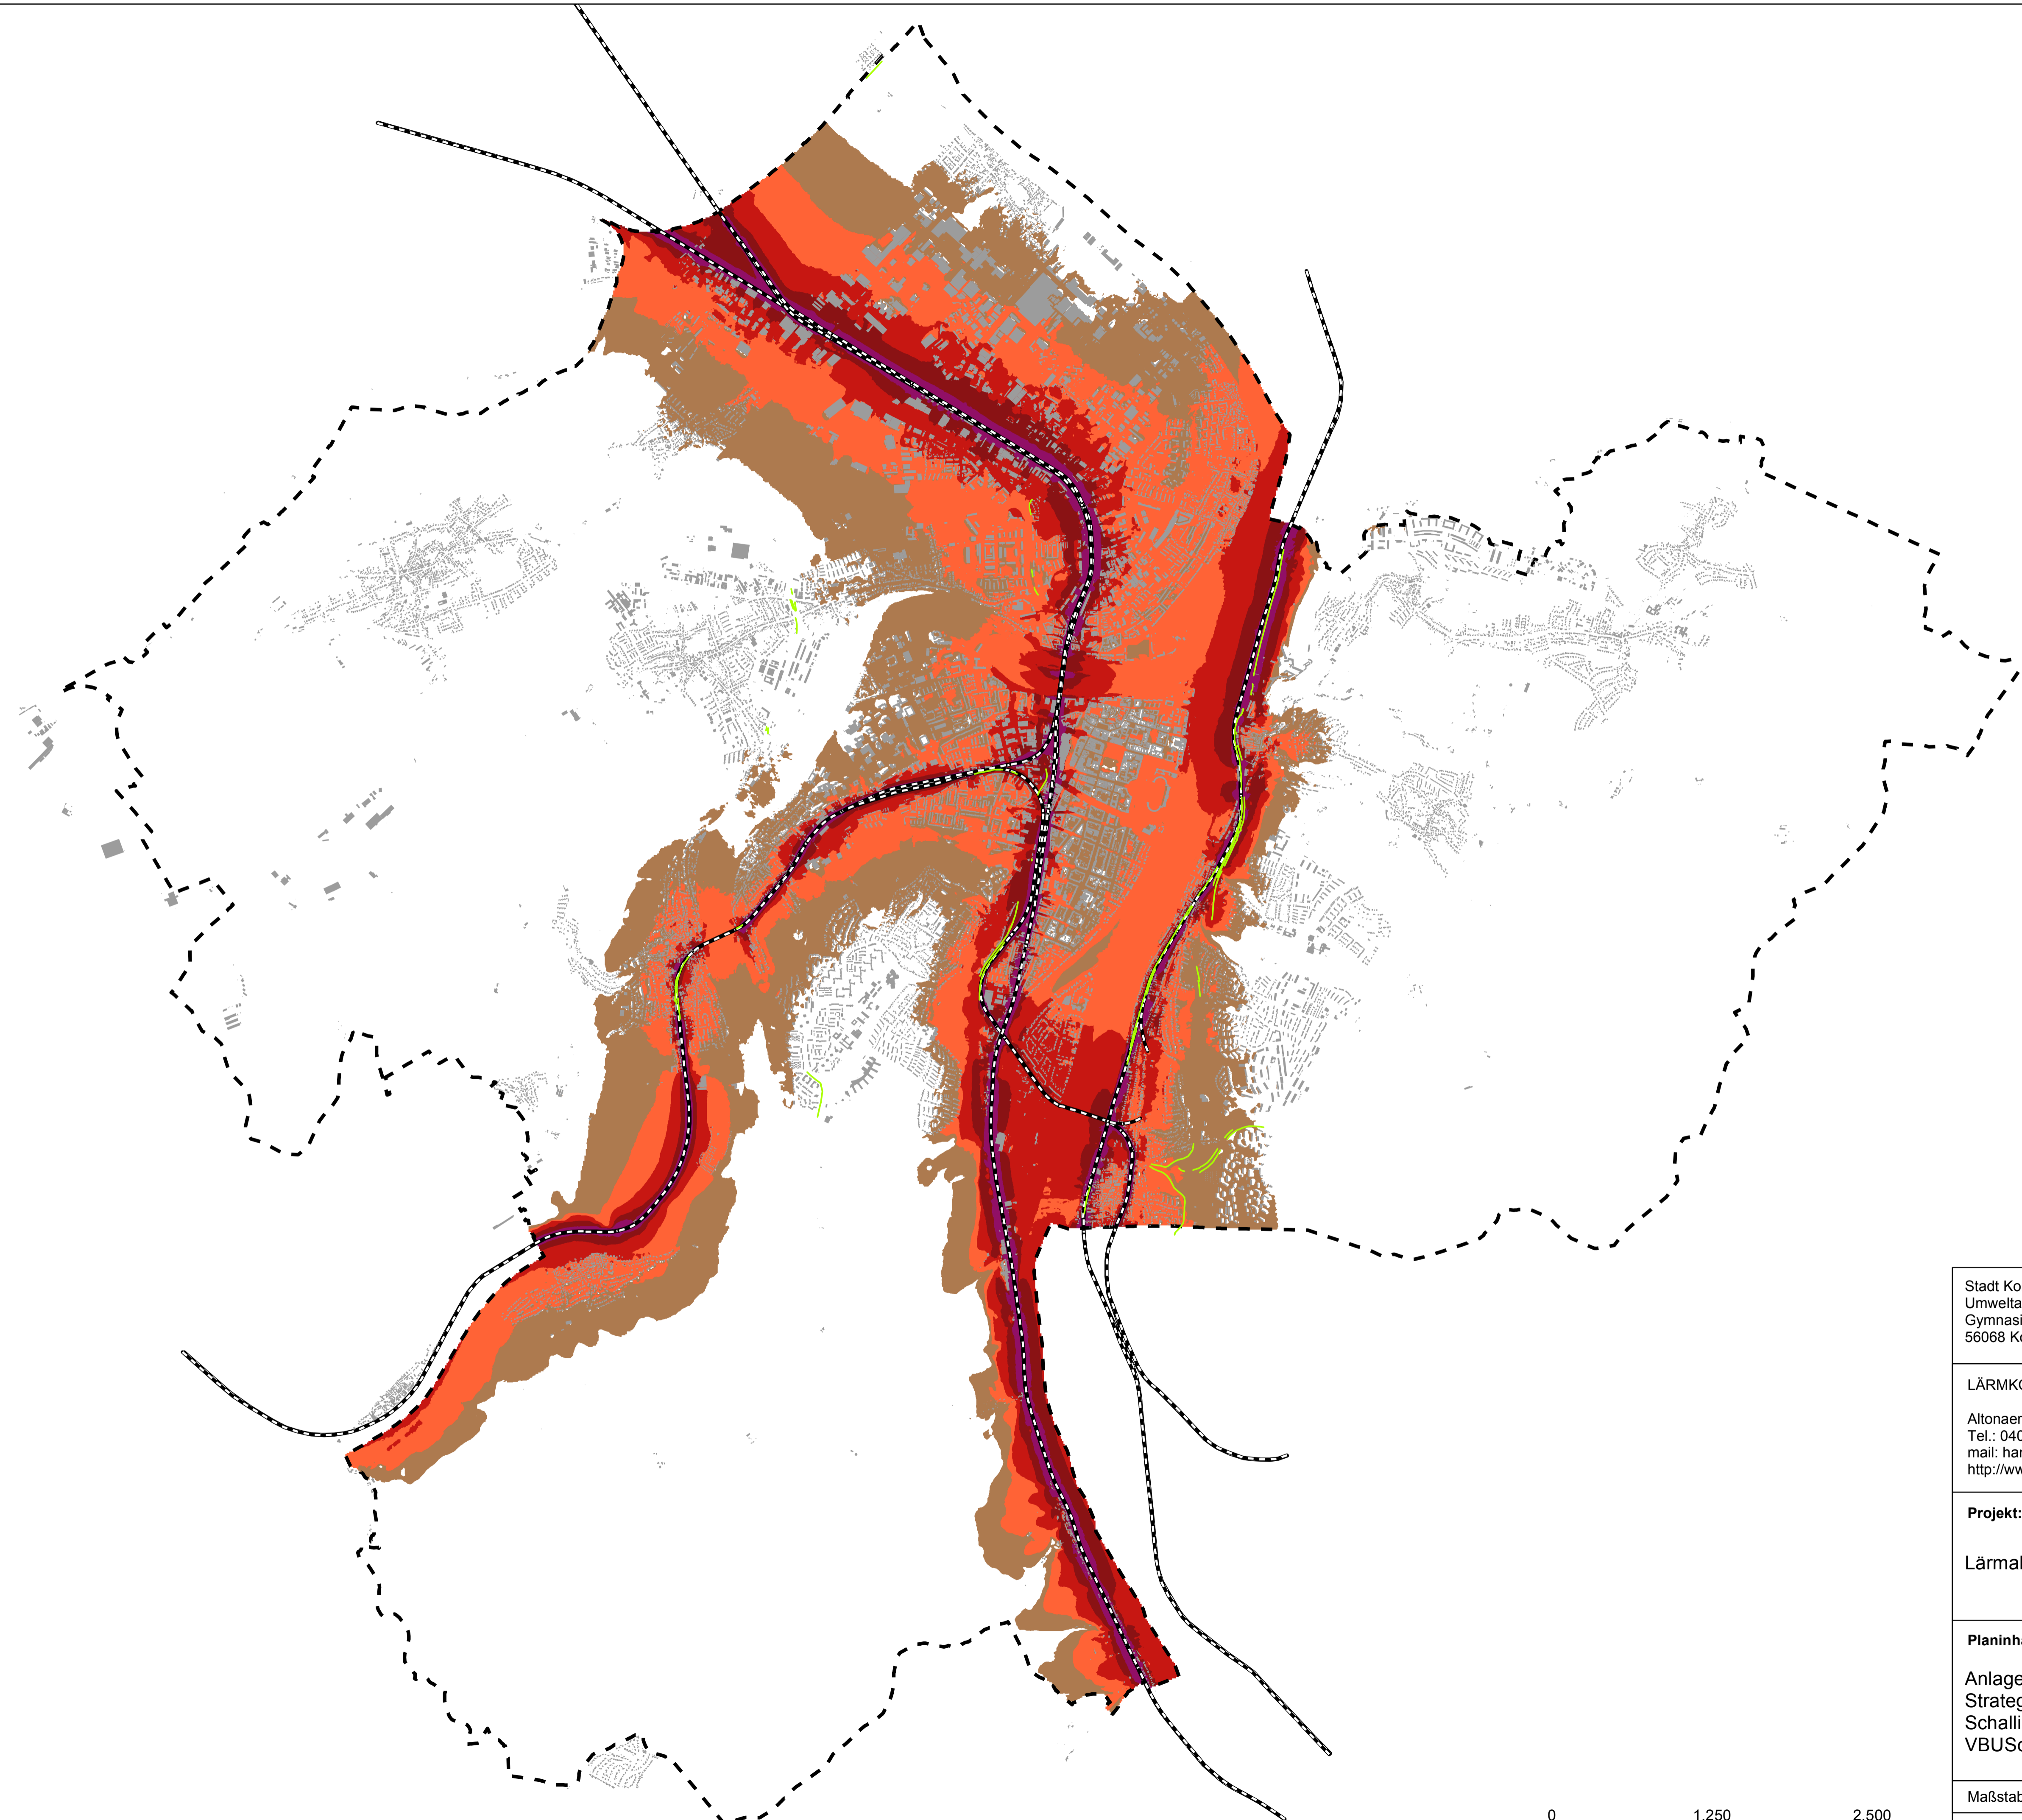 Stadt Ko
Umwelta
Gymnasi
56068 Ko
LÄRMKO
Altonaer
Tel.: 040
mail: har
http://ww
Projekt:
Lärmal
Planinha
Anlage
Strateg
Schalli
VBUSc
Maßstab
0 1.250 2.500